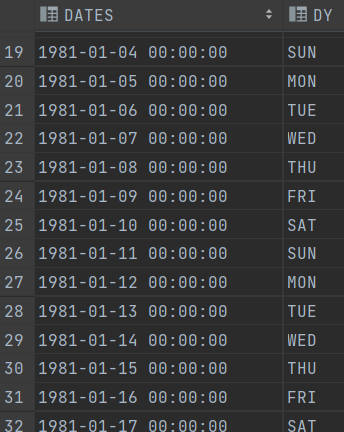 DATES DY
19 1981-01-04 00:00:00 SUN
20 1981-01-05 00:00:00 MON
21 1981-01-06 00:00:00 TUE
22 1981-01-07 00:00:00 WED
23 1981-01-08 00:00:00 THU
24 1981-01-09 00:00:00 FRI
25 1981-01-10 00:00:00 SAT
26 1981-01-11 00:00:00 SUN
27 1981-01-12 00:00:00 MON
28 1981-01-13 00:00:00 TUE
29 1981-01-14 00:00:00 WED
30 1981-01-15 00:00:00 THU
31 1981-01-16 00:00:00 FRI
32 1981-01-17 00:00:00 SAT